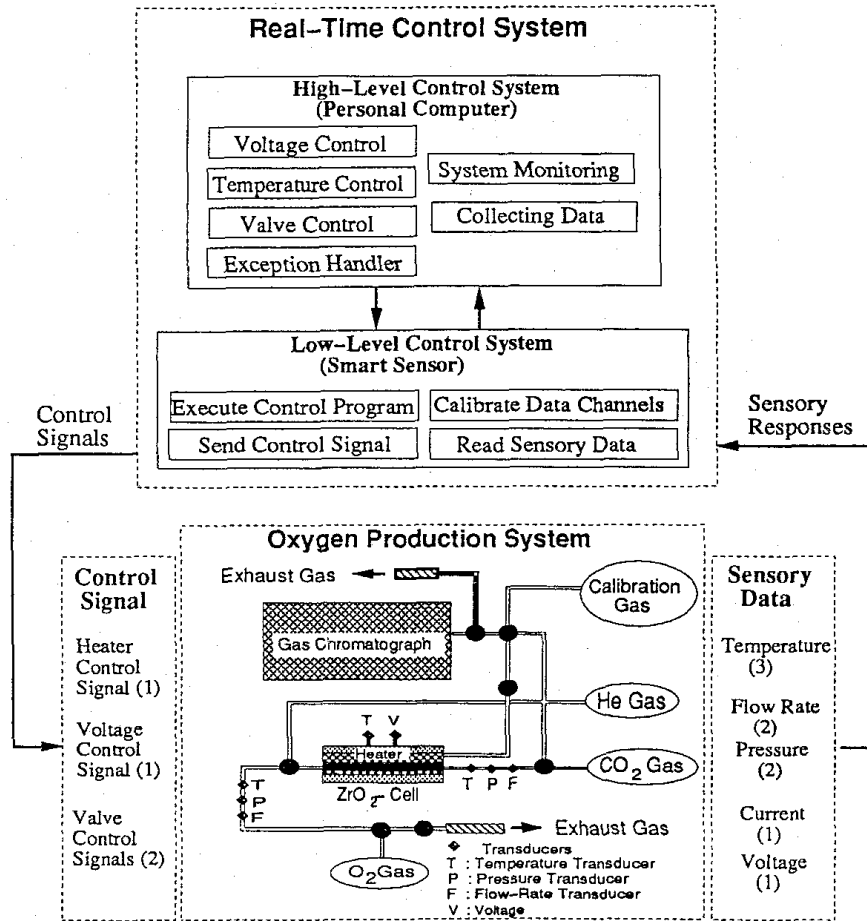 Real-Time Control System
High-Level Control System
(Personal Computer)
Voltage Control
Temperature Control
Valve Control
Exception Handler
System Monitoring
Collecting Data
Low-Level Control System
(Smart Sensor)
Execute Control Program
Calibrate Data Channels
Send Control Signal
Read Sensory Data
Control
Signals
Sensory
Responses
Control
Signal
Heater
Control
Signal (1)
Voltage
Control
Signal (1)
Valve
Control
Signals (2)
Oxygen Production System
Exhaust Gas
Calibration
Gas
Gas Chromatograph
He Gas
T V
Heater
CO2 Gas
T P F
ZrO2- Cell
T
P
F
Exhaust Gas
O2Gas
Transducers
T : Temperature Transducer
P : Pressure Transducer
F : Flow-Rate Transducer
V : Voltage
Sensory
Data
Temperature
(3)
Flow Rate
(2)
Pressure
(2)
Current
(1)
Voltage
(1)